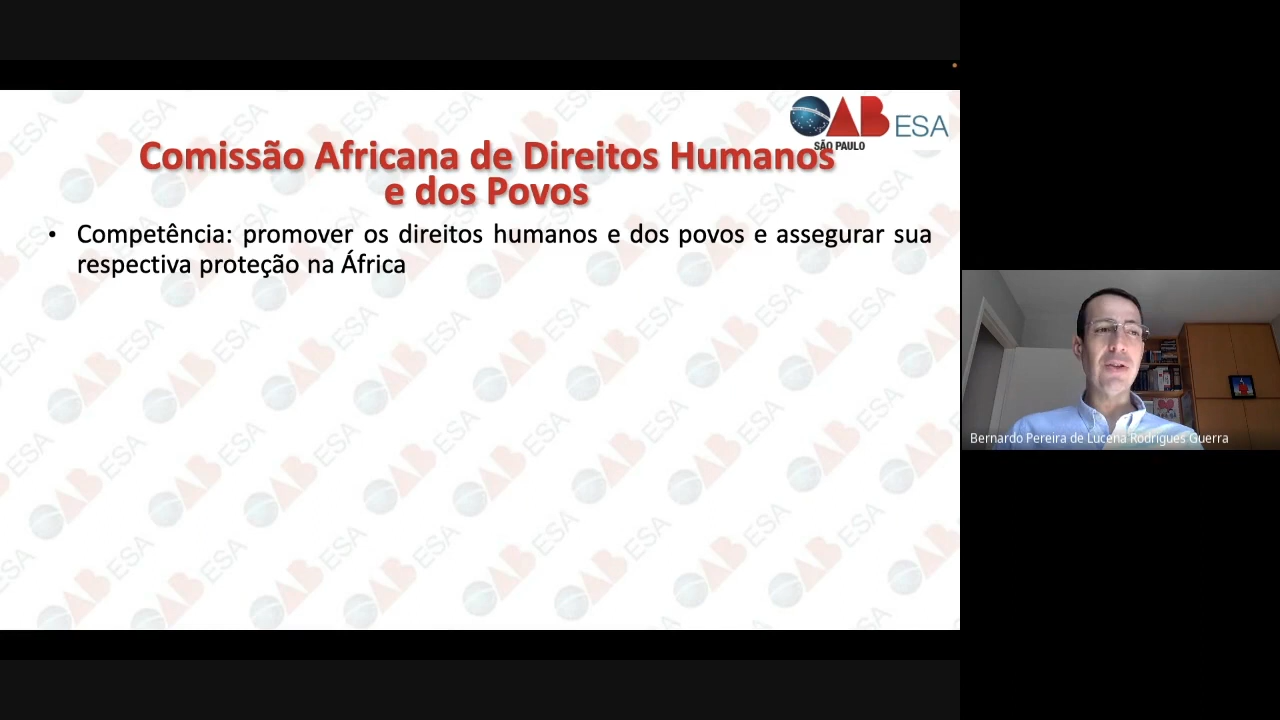 OAB ESA
SÃO PAULO
Comissão Africana de Direitos Humanos
e dos Povos
• Competência: promover os direitos humanos e dos povos e assegurar sua
respectiva proteção na África
Bernardo Pereira de Lucena Rodrigues Guerra